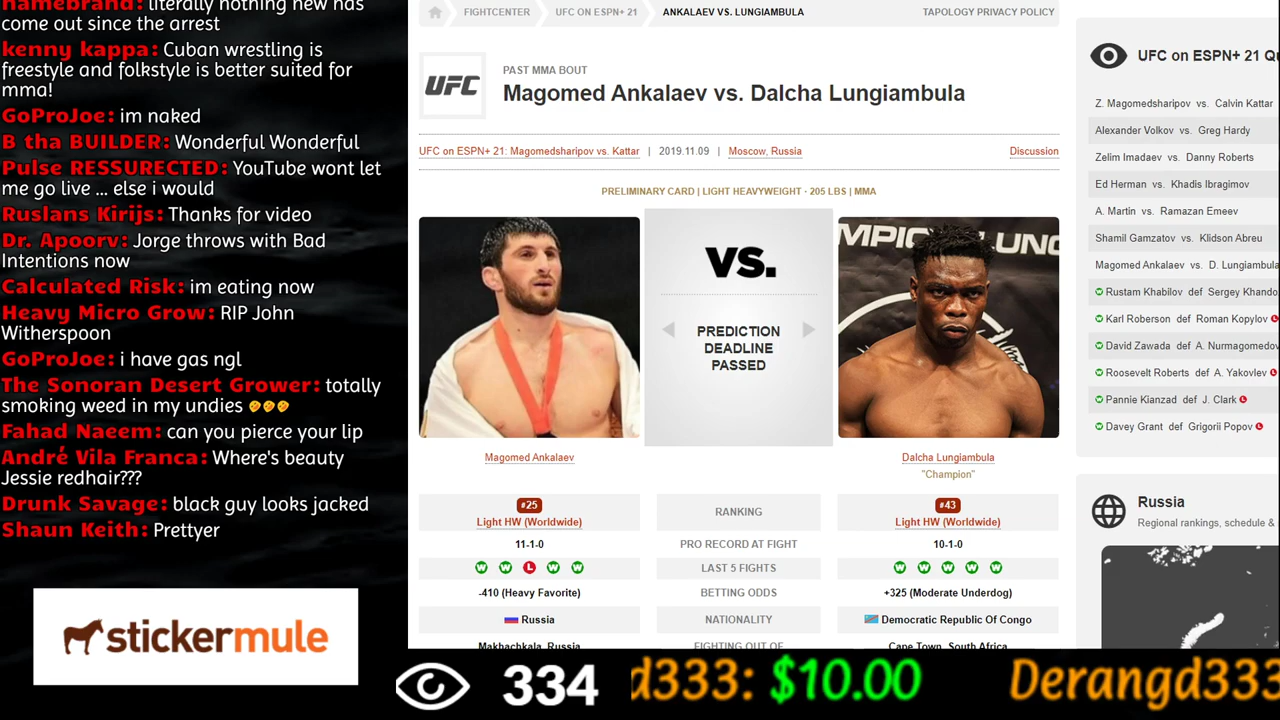 namebrand: literally nothing new has
come out since the arrest
kenny kappa: Cuban wrestling is
freestyle and folkstyle is better suited for
mma!
GoProJoe: im naked
B tha BUILDER: Wonderful Wonderful
Pulse RESSURECTED: YouTube wont let
me go live ... else i would
Ruslans Kirijs: Thanks for video
Dr. Apoorv: Jorge throws with Bad
Intentions now
Calculated Risk: im eating now
Heavy Micro Grow: RIP John
Witherspoon
GoProJoe: i have gas ngl
The Sonoran Desert Grower: totally
smoking weed in my undies
Fahad Naeem: can you pierce your lip
André Vila Franca: Where's beauty
Jessie redhair???
Drunk Savage: black guy looks jacked
Shaun Keith: Prettyer
stickermule
FIGHTCENTER UFC ON ESPN+ 21 ANKALAEV VS. LUNGIAMBULA TAPOLOGY PRIVACY POLICY
UFC
PAST MMA BOUT
Magomed Ankalaev vs. Dalcha Lungiambula
UFC on ESPN+ 21: Magomedsharipov vs. Kattar | 2019.11.09 | Moscow, Russia Discussion
PRELIMINARY CARD | LIGHT HEAVYWEIGHT · 205 LBS | MMA
VS.
PREDICTION
DEADLINE
PASSED
Magomed Ankalaev Dalcha Lungiambula
"Champion"
#25 RANKING #43
Light HW (Worldwide) Light HW (Worldwide)
11-1-0 PRO RECORD AT FIGHT 10-1-0
W W L W W LAST 5 FIGHTS W W W W W
-410 (Heavy Favorite) BETTING ODDS +325 (Moderate Underdog)
Russia NATIONALITY Democratic Republic Of Congo
Makhachkala, Russia FIGHTING OUT OF Cape Town, South Africa
UFC on ESPN+ 21 Qu
Z. Magomedsharipov vs. Calvin Kattar
Alexander Volkov vs. Greg Hardy
Zelim Imadaev vs. Danny Roberts
Ed Herman vs. Khadis Ibragimov
A. Martin vs. Ramazan Emeev
Shamil Gamzatov vs. Klidson Abreu
Magomed Ankalaev vs. D. Lungiambula
W Rustam Khabilov def Sergey Khando
W Karl Roberson def Roman Kopylov L
W David Zawada def A. Nurmagomedov
W Roosevelt Roberts def A. Yakovlev L
W Pannie Kianzad def J. Clark L
W Davey Grant def Grigorii Popov L
Russia
Regional rankings, schedule &
334 d333: $10.00 Derangd333